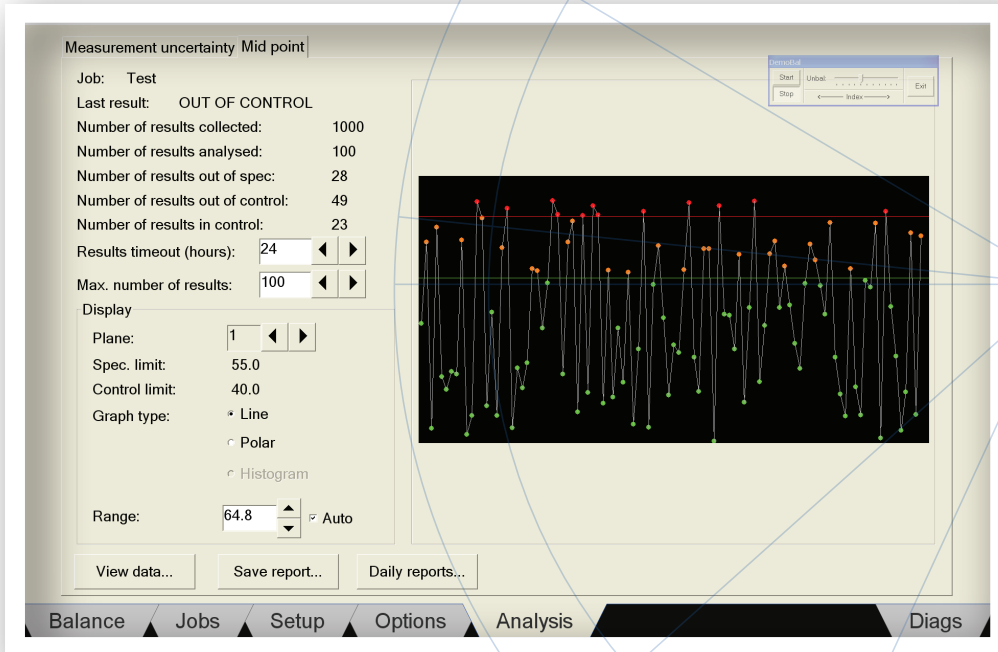 Measurement uncertainty Mid point
Job: Test
Last result: OUT OF CONTROL
Number of results collected: 1000
Number of results analysed: 100
Number of results out of spec: 28
Number of results out of control: 49
Number of results in control: 23
Results timeout (hours): 24
Max. number of results: 100
Display
Plane: 1
Spec. limit: 55.0
Control limit: 40.0
Graph type: Line
Polar
Histogram
Range: 64.8 Auto
DemuBal
Start Unbal: Exit
Stop Index
View data... Save report... Daily reports...
Balance Jobs Setup Options Analysis Diags